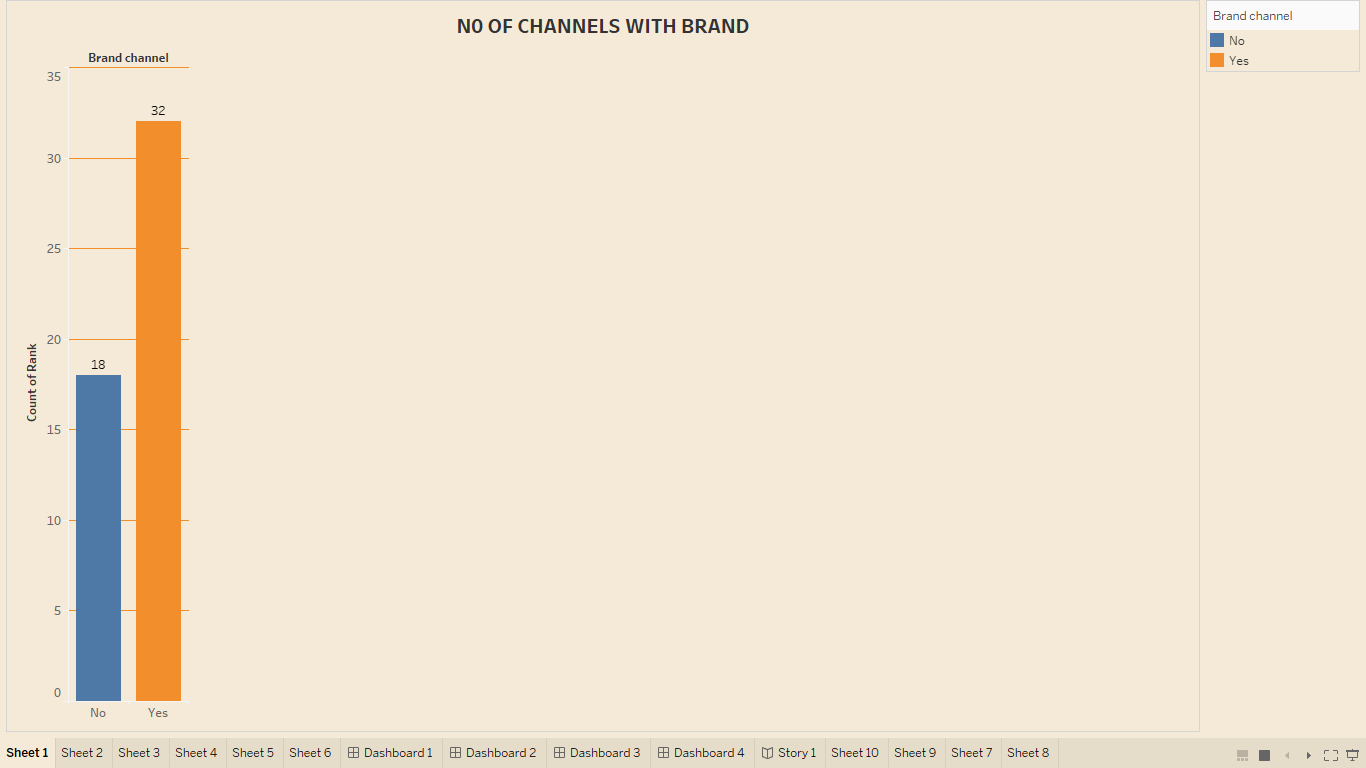 N0 OF CHANNELS WITH BRAND
Brand channel
35
30
25
20
15
10
5
0
Count of Rank
32
18
No
Yes
Brand channel
No
Yes
Sheet 1 Sheet 2 Sheet 3 Sheet 4 Sheet 5 Sheet 6 Dashboard 1 Dashboard 2 Dashboard 3 Dashboard 4 Story 1 Sheet 10 Sheet 9 Sheet 7 Sheet 8